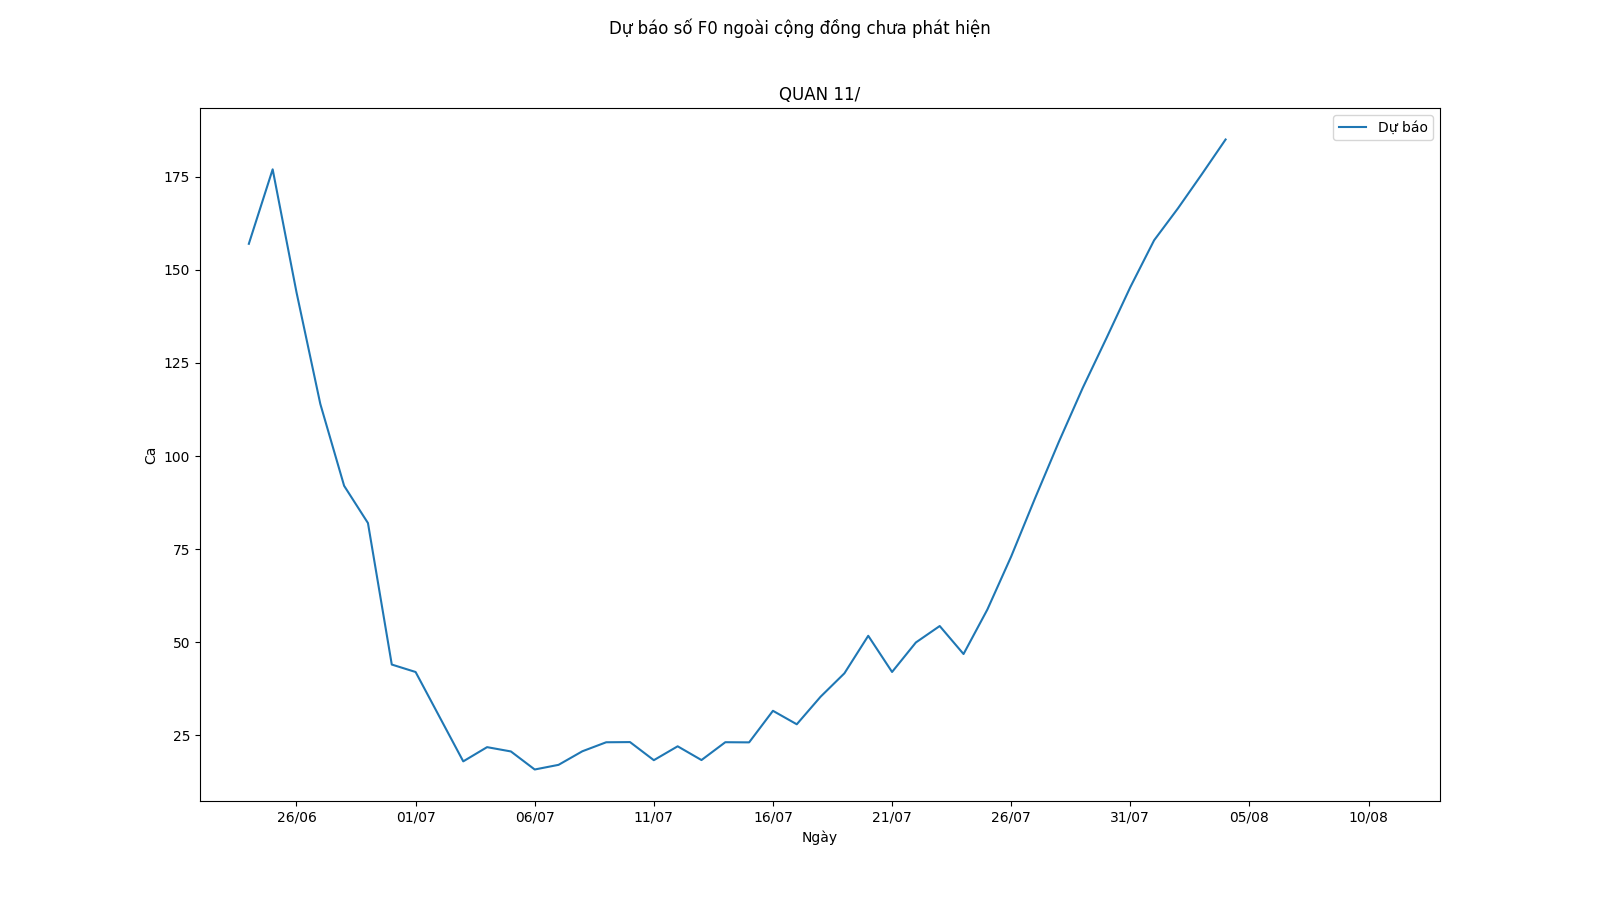 Dự báo số F0 ngoài cộng đồng chưa phát hiện
QUAN 11/
Dự báo
175
150
125
100
75
50
25
Ca
26/06 01/07 06/07 11/07 16/07 21/07 26/07 31/07 05/08 10/08
Ngày